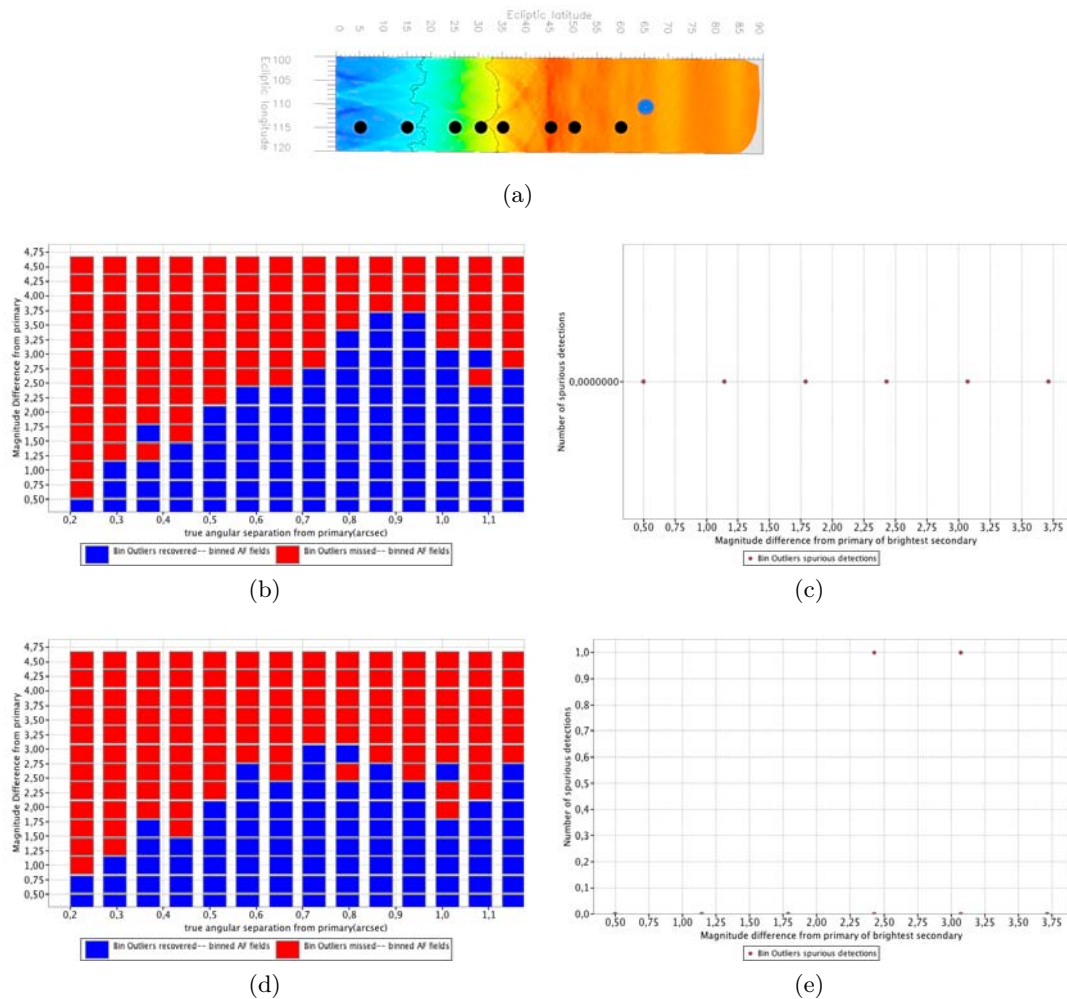 Ecliptic latitude
0 5 10 15 20 25 30 35 40 45 50 55 60 65 70 75 80 85 90
Ecliptic longitude
100
105
110
115
120
(a)
Magnitude Difference from primary
4,75
4,50
4,25
4,00
3,75
3,50
3,25
3,00
2,75
2,50
2,25
2,00
1,75
1,50
1,25
1,00
0,75
0,50
0,2 0,3 0,4 0,5 0,6 0,7 0,8 0,9 1,0 1,1
true angular separation from primary(arcsec)
Bin Outliers recovered-- binned AF fields Bin Outliers missed-- binned AF fields
(b)
Number of spurious detections
0,0000000
0,50 0,75 1,00 1,25 1,50 1,75 2,00 2,25 2,50 2,75 3,00 3,25 3,50 3,75
Magnitude difference from primary of brightest secondary
Bin Outliers spurious detections
(c)
Magnitude Difference from primary
4,75
4,50
4,25
4,00
3,75
3,50
3,25
3,00
2,75
2,50
2,25
2,00
1,75
1,50
1,25
1,00
0,75
0,50
0,2 0,3 0,4 0,5 0,6 0,7 0,8 0,9 1,0 1,1
true angular separation from primary(arcsec)
Bin Outliers recovered-- binned AF fields Bin Outliers missed-- binned AF fields
(d)
Number of spurious detections
1,0
0,9
0,8
0,7
0,6
0,5
0,4
0,3
0,2
0,1
0,0
0,50 0,75 1,00 1,25 1,50 1,75 2,00 2,25 2,50 2,75 3,00 3,25 3,50 3,75
Magnitude difference from primary of brightest secondary
Bin Outliers spurious detections
(e)